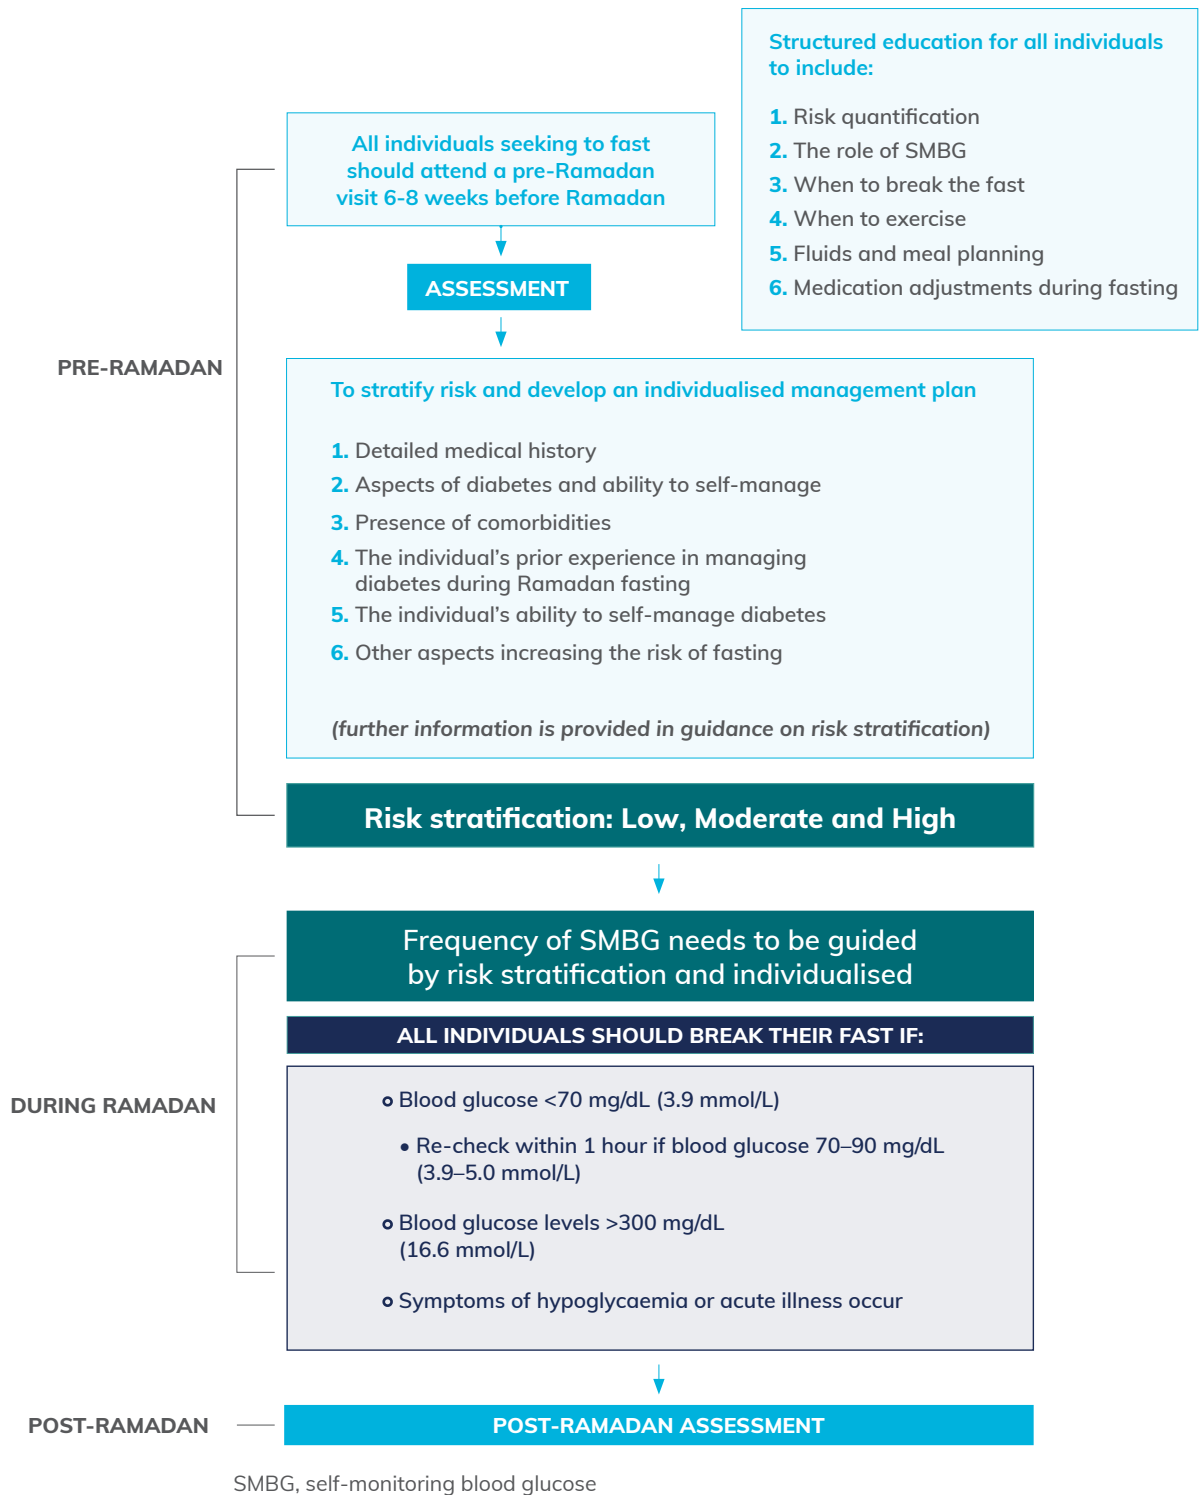 Structured education for all individuals
to include:
1. Risk quantification
2. The role of SMBG
3. When to break the fast
4. When to exercise
5. Fluids and meal planning
6. Medication adjustments during fasting
All individuals seeking to fast
should attend a pre-Ramadan
visit 6-8 weeks before Ramadan
ASSESSMENT
PRE-RAMADAN
To stratify risk and develop an individualised management plan
1. Detailed medical history
2. Aspects of diabetes and ability to self-manage
3. Presence of comorbidities
4. The individual’s prior experience in managing
diabetes during Ramadan fasting
5. The individual’s ability to self-manage diabetes
6. Other aspects increasing the risk of fasting
(further information is provided in guidance on risk stratification)
Risk stratification: Low, Moderate and High
Frequency of SMBG needs to be guided
by risk stratification and individualised
ALL INDIVIDUALS SHOULD BREAK THEIR FAST IF:
DURING RAMADAN
Blood glucose <70 mg/dL (3.9 mmol/L)
• Re-check within 1 hour if blood glucose 70–90 mg/dL
(3.9–5.0 mmol/L)
Blood glucose levels >300 mg/dL
(16.6 mmol/L)
Symptoms of hypoglycaemia or acute illness occur
POST-RAMADAN
POST-RAMADAN ASSESSMENT
SMBG, self-monitoring blood glucose